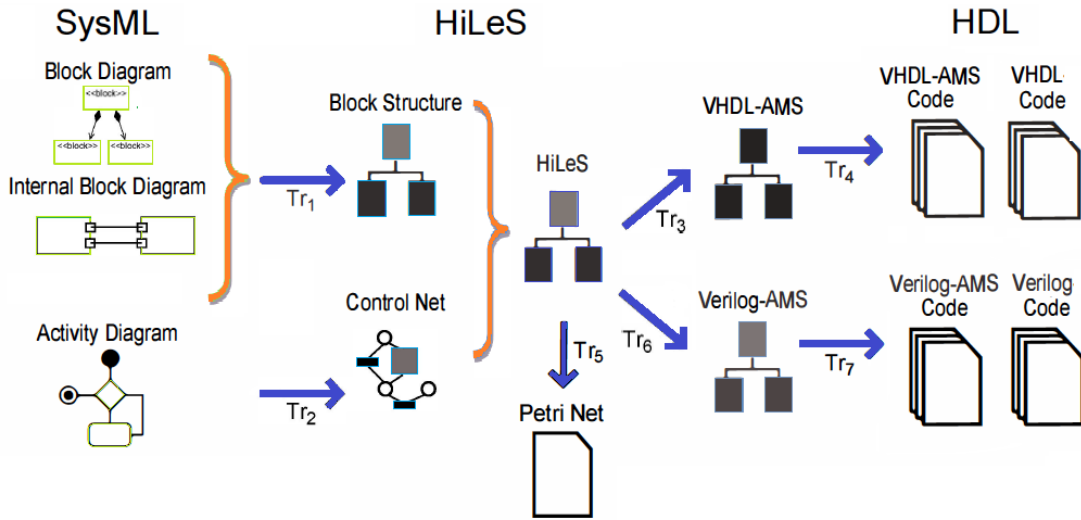 SysML
HiLeS
HDL
Block Diagram
<<block>>
<<block>>
<<block>>
Internal Block Diagram
Activity Diagram
Tr1
Tr2
Block Structure
Control Net
HiLeS
Tr3
Tr5
Tr6
Petri Net
VHDL-AMS
Verilog-AMS
Tr4
Tr7
VHDL-AMS
Code
VHDL-
Code
Verilog-AMS
Code
Verilog-
Code